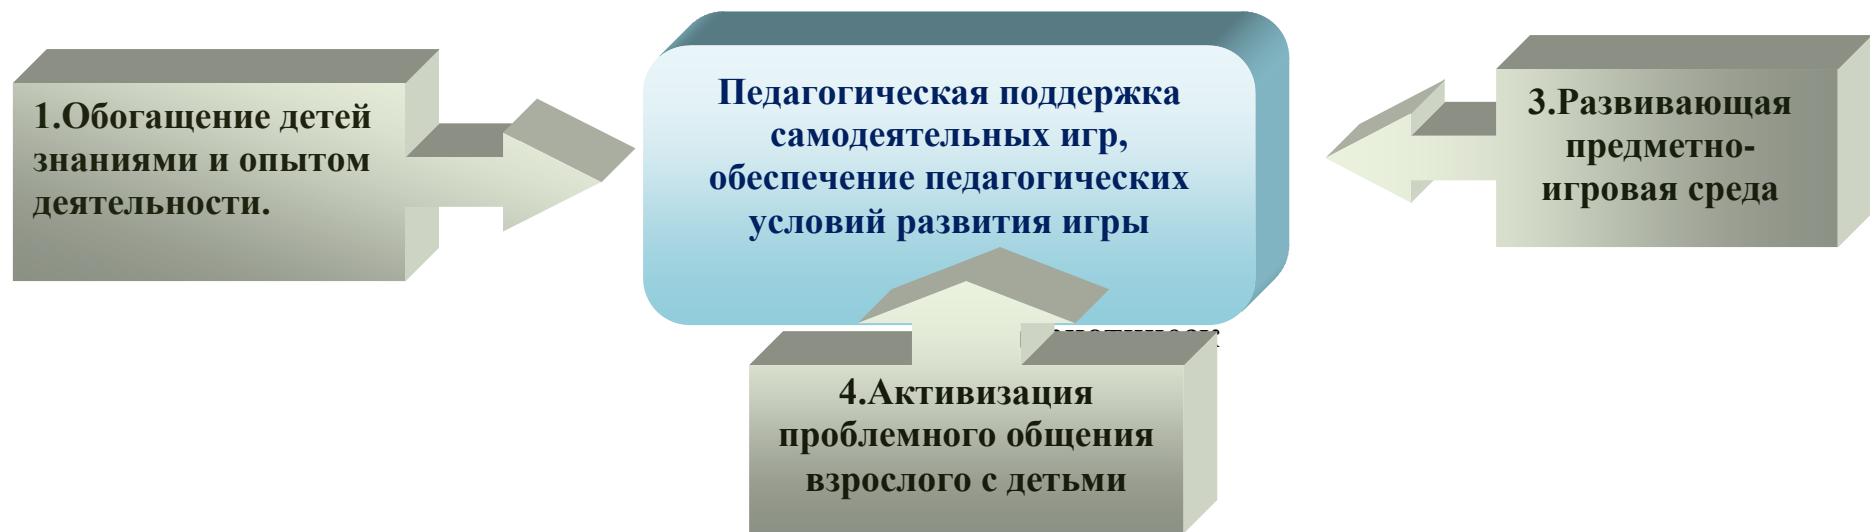 1.Обогащение детей
знаниями и опытом
деятельности.
Педагогическая поддержка
самодеятельных игр,
обеспечение педагогических
условий развития игры
3.Развивающая
предметно-
игровая среда
4.Активизация
проблемного общения
взрослого с детьми